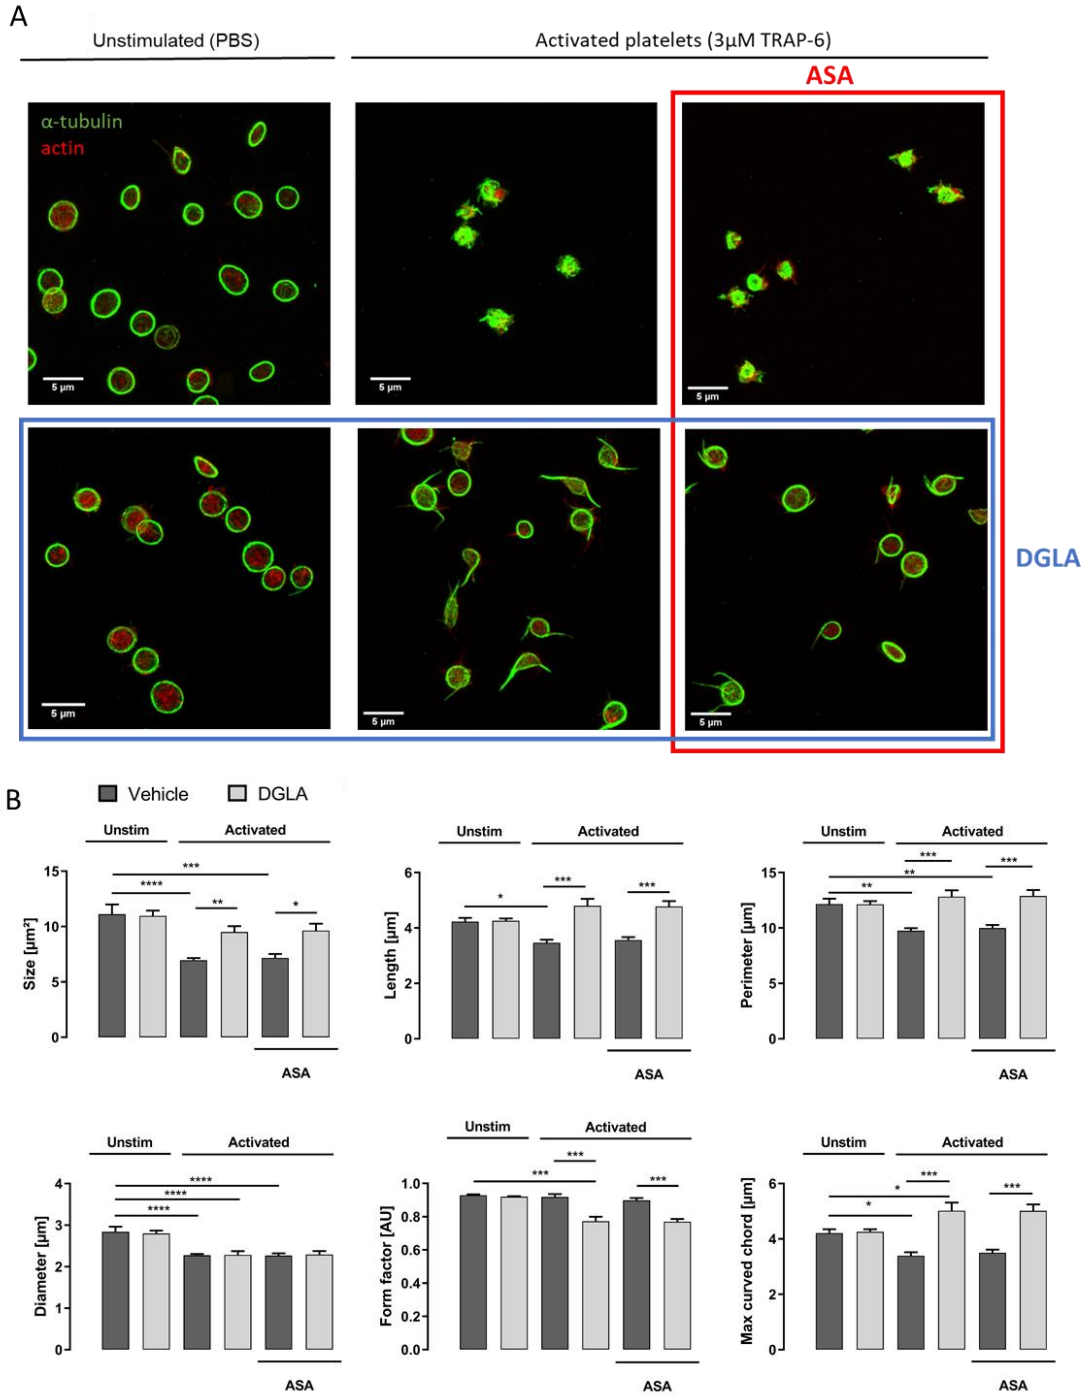 A
Unstimulated (PBS)
Activated platelets (3µM TRAP-6)
ASA
α-tubulin
actin
5 µm
5 µm
5 µm
DGLA
5 µm
5 µm
5 µm
B
Vehicle
DGLA
Unstim
Activated
***
****
**
*
Size [µm²]
15
10
5
0
ASA
Unstim
Activated
***
***
*
Length [µm]
6
4
2
0
ASA
Unstim
Activated
***
***
**
**
Perimeter [µm]
15
10
5
0
ASA
Unstim
Activated
****
****
****
Diameter [µm]
4
3
2
1
0
ASA
Unstim
Activated
***
***
***
Form factor [AU]
1.0
0.8
0.6
0.4
0.2
0.0
ASA
Unstim
Activated
***
*
***
*
Max curved chord [µm]
6
4
2
0
ASA